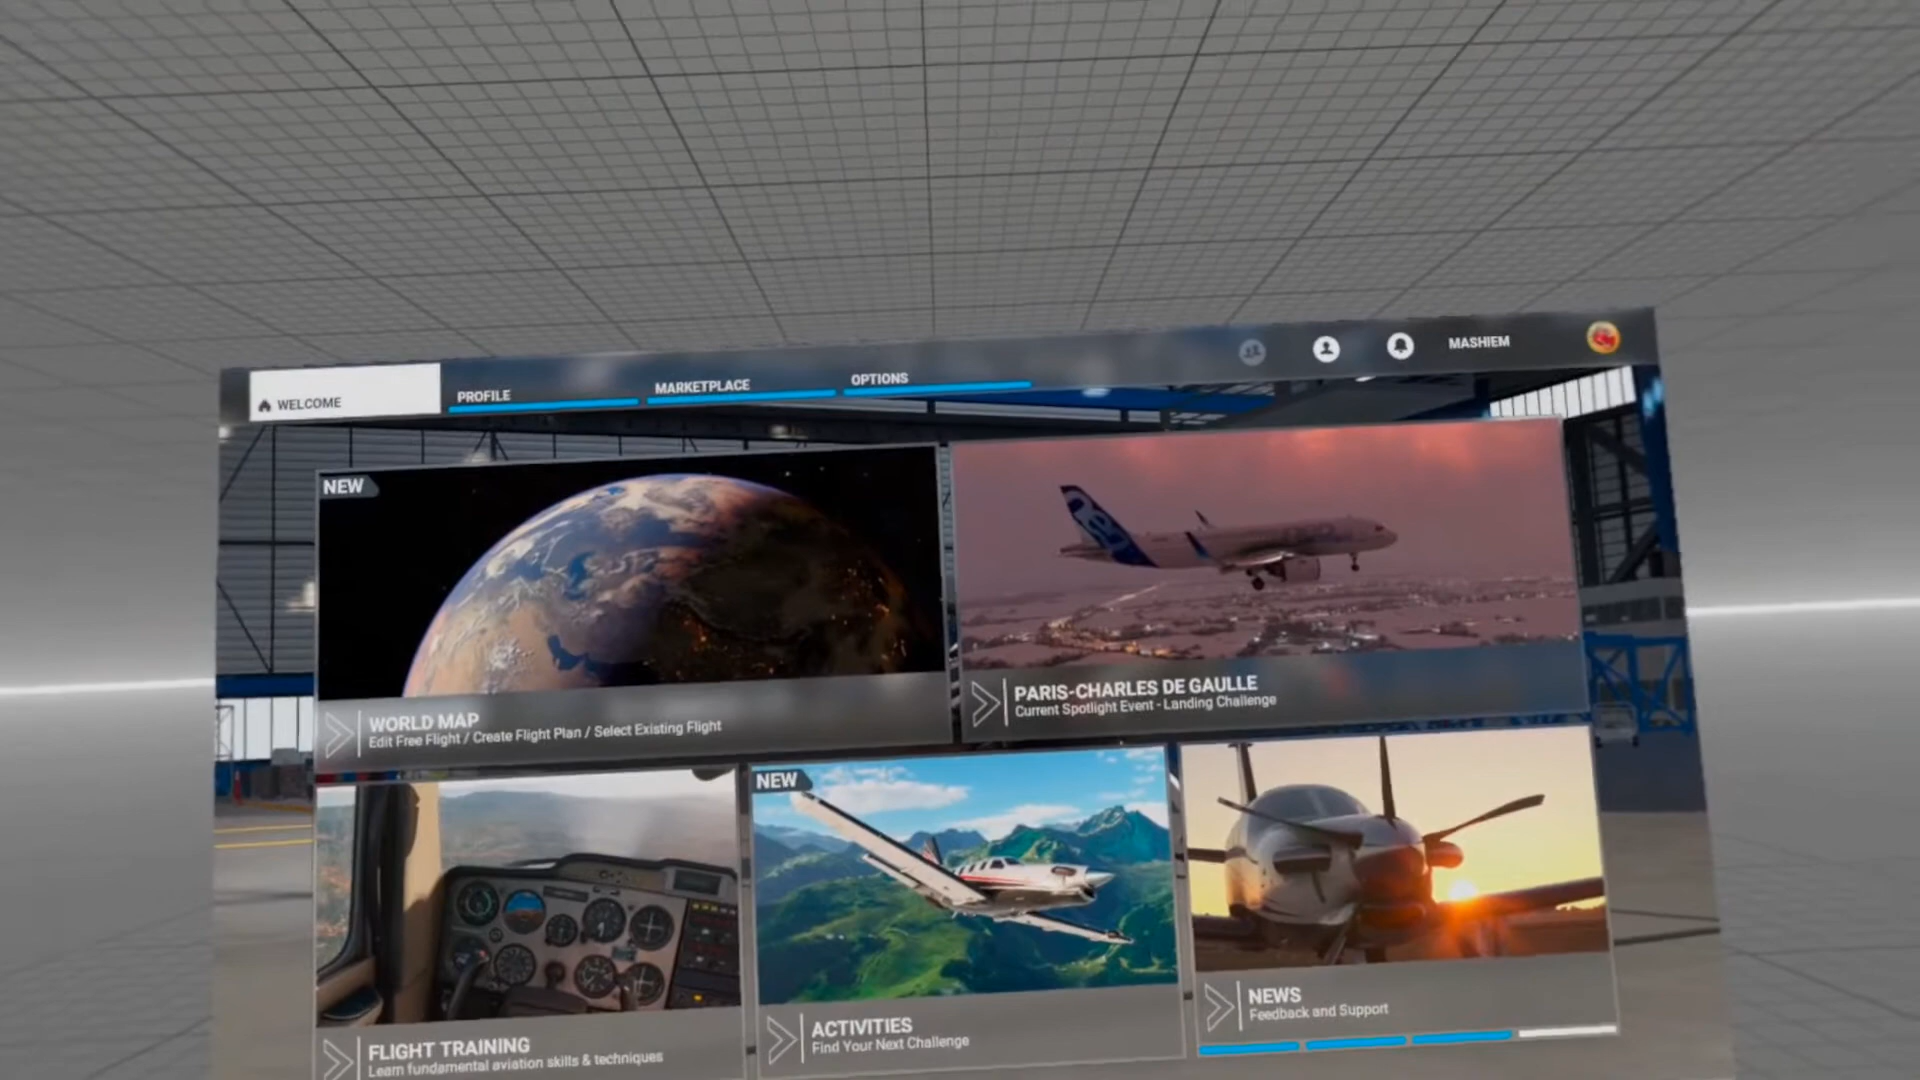 WELCOME
PROFILE
MARKETPLACE
OPTIONS
MASHIEM
NEW
WORLD MAP
Edit Free Flight / Create Flight Plan / Select Existing Flight
PARIS-CHARLES DE GAULLE
Current Spotlight Event - Landing Challenge
FLIGHT TRAINING
Learn fundamental aviation skills & techniques
NEW
ACTIVITIES
Find Your Next Challenge
NEWS
Feedback and Support